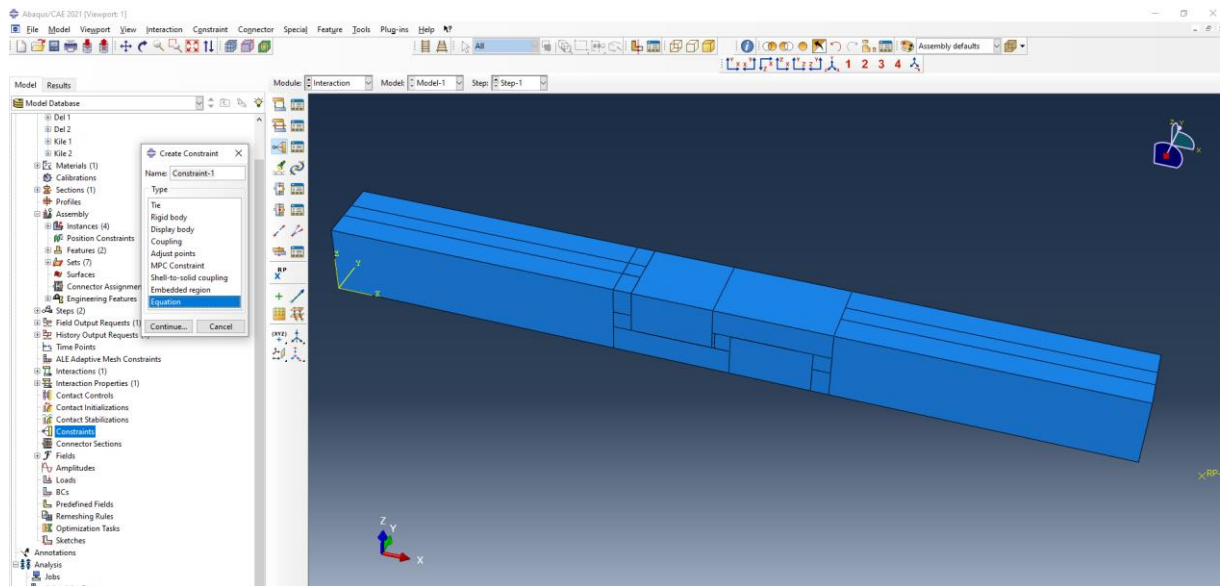 Abaqus/CAE 2021 [Viewport: 1]
File Model Viewport View Interaction Constraint Connector Special Feature Tools Plug-ins Help
All
Assembly defaults
1 2 3 4
Model Results
Module: Interaction Model: Model-1 Step: Step-1
Model Database
Del 1
Del 2
Kile 1
Kile 2
Materials (1)
Calibrations
Sections (1)
Profiles
Assembly
Instances (4)
Position Constraints
Features (2)
Sets (7)
Surfaces
Connector Assignmen
Engineering Features
Steps (2)
Field Output Requests (1)
History Output Requests
Time Points
ALE Adaptive Mesh Constraints
Interactions (1)
Interaction Properties (1)
Contact Controls
Contact Initializations
Contact Stabilizations
Constraints
Connector Sections
Fields
Amplitudes
Loads
BCs
Predefined Fields
Remeshing Rules
Optimization Tasks
Sketches
Annotations
Analysis
Jobs
Create Constraint
Name: Constraint-1
Type
Tie
Rigid body
Display body
Coupling
Adjust points
MPC Constraint
Shell-to-solid coupling
Embedded region
Equation
Continue... Cancel
RP
(XYZ)
Z
Y
X
Z
Y
X
RP-
Z
Y
X